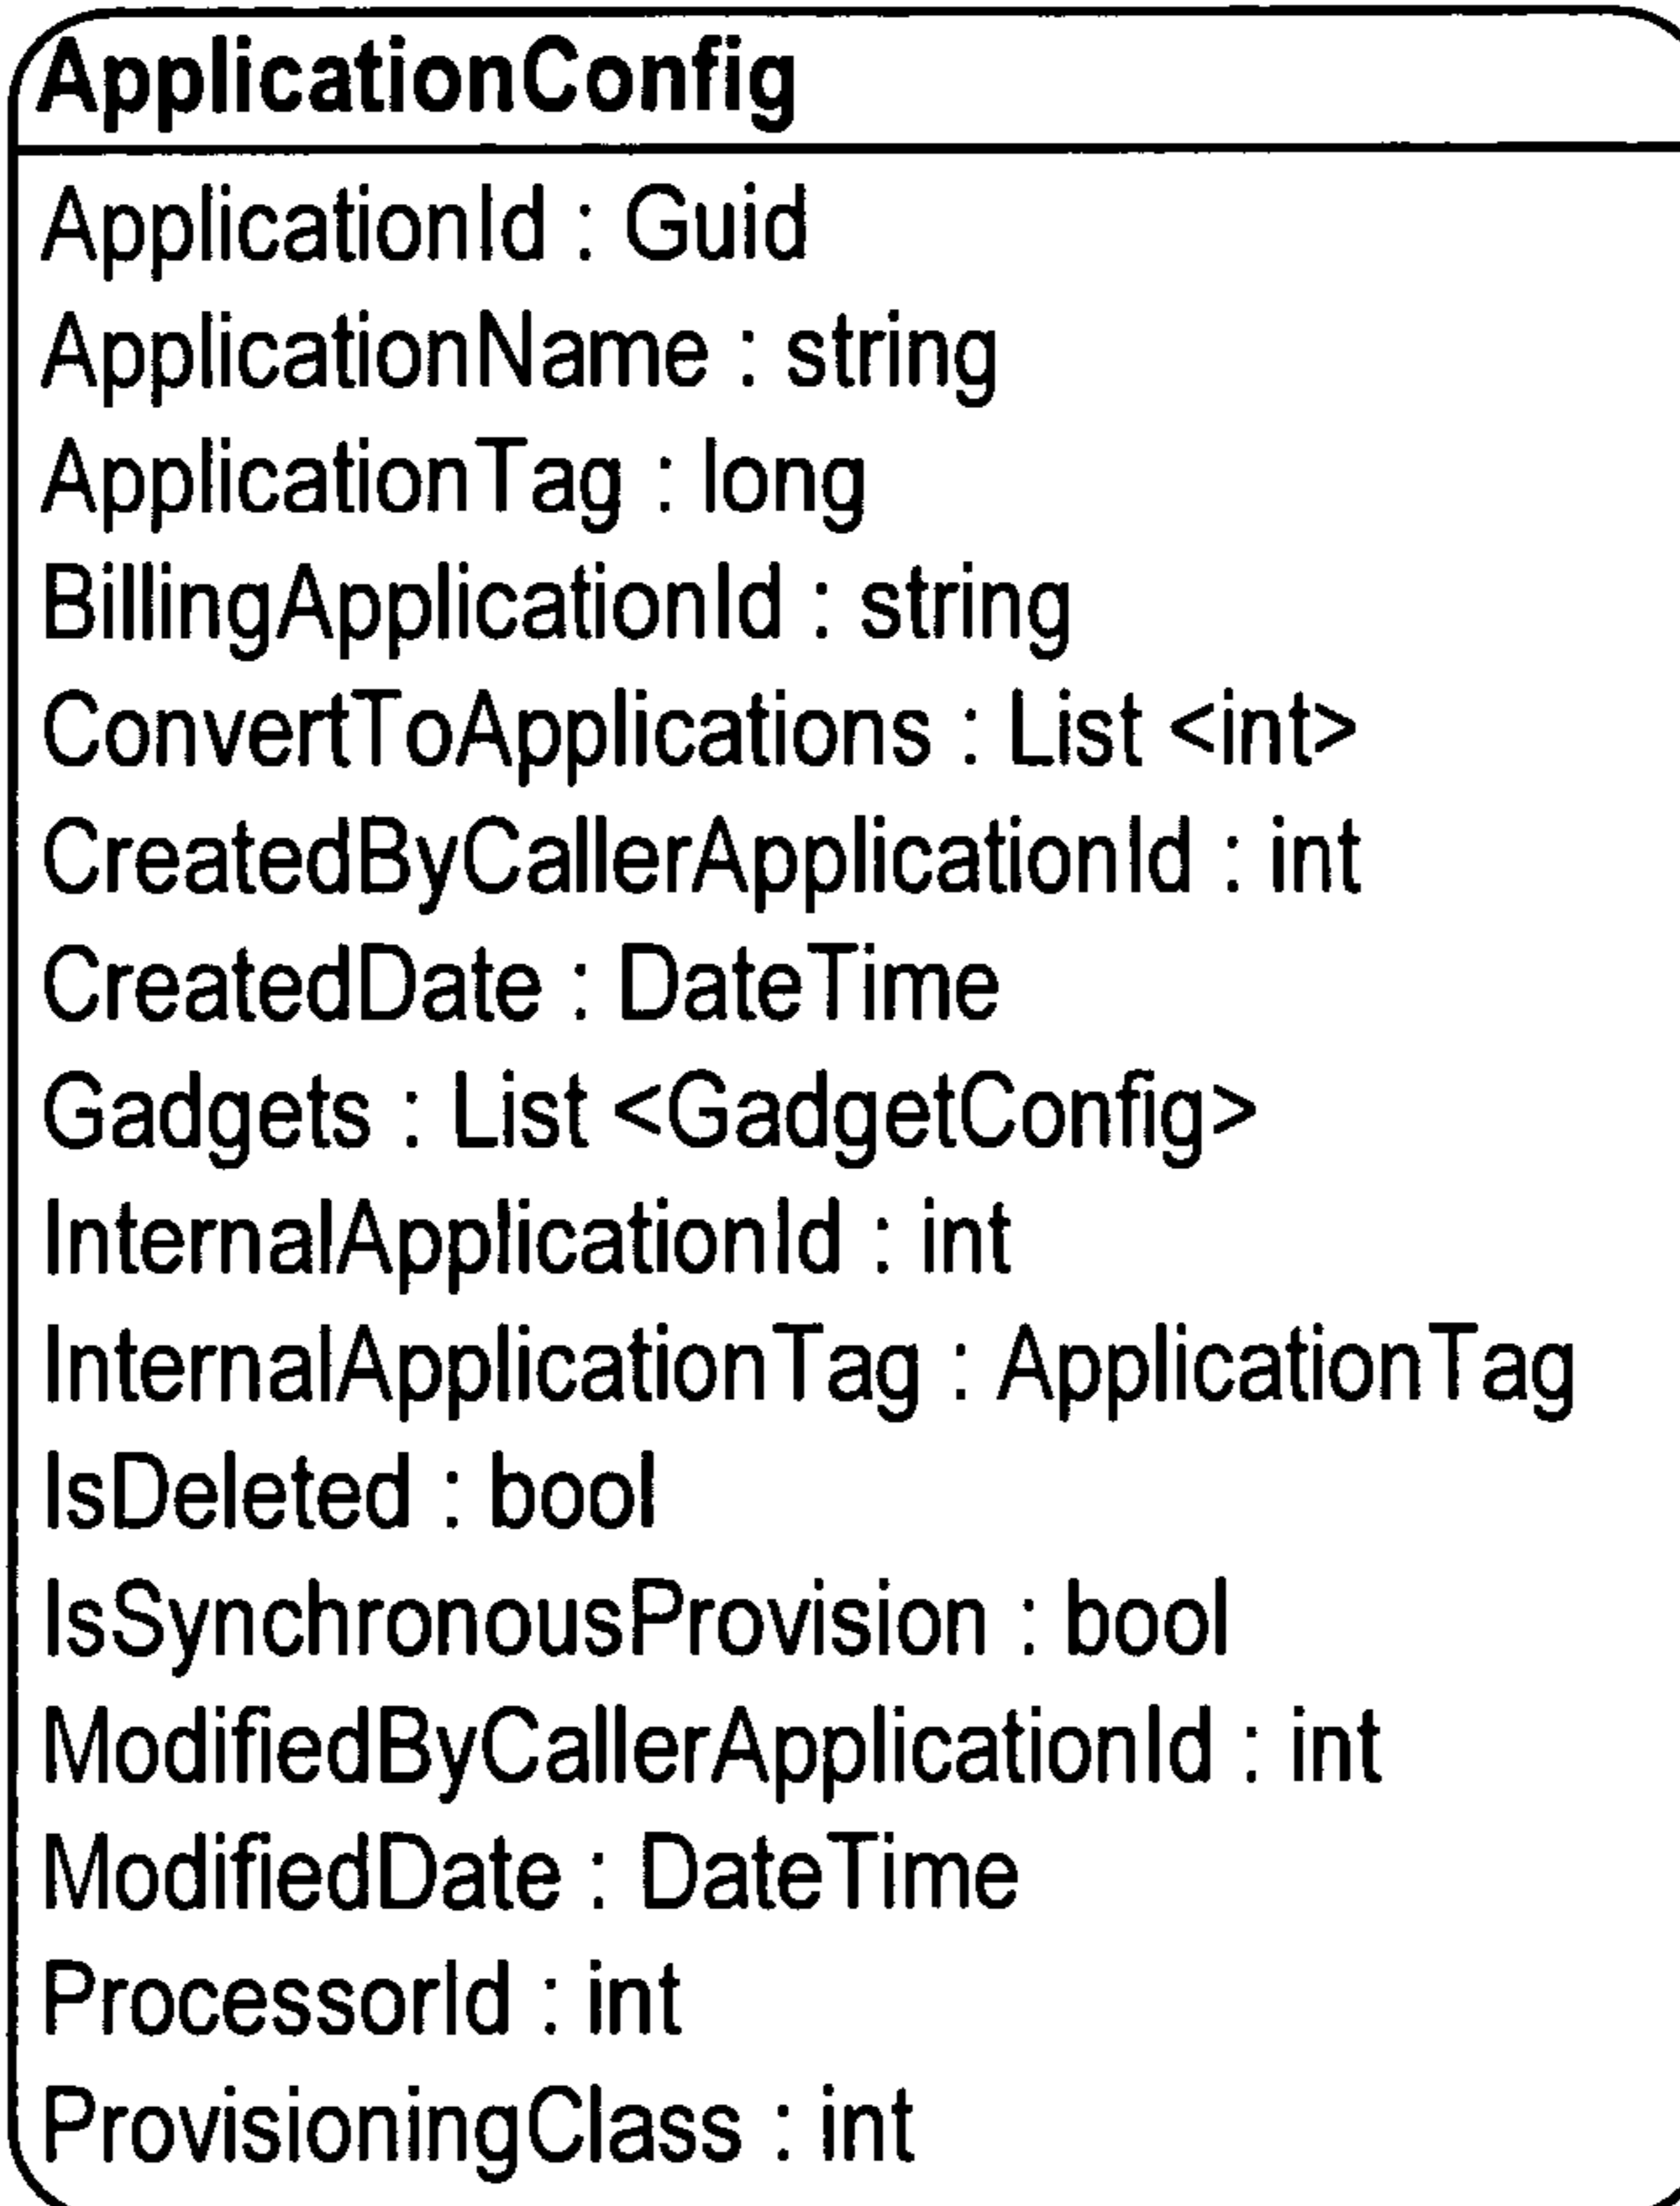 ApplicationConfig
ApplicationId : Guid
ApplicationName : string
ApplicationTag : long
BillingApplicationId : string
ConvertToApplications : List <int>
CreatedByCallerApplicationId : int
CreatedDate : DateTime
Gadgets : List <GadgetConfig>
InternalApplicationId : int
InternalApplicationTag : ApplicationTag
IsDeleted : bool
IsSynchronousProvision : bool
ModifiedByCallerApplicationId : int
ModifiedDate : DateTime
ProcessorId : int
ProvisioningClass : int